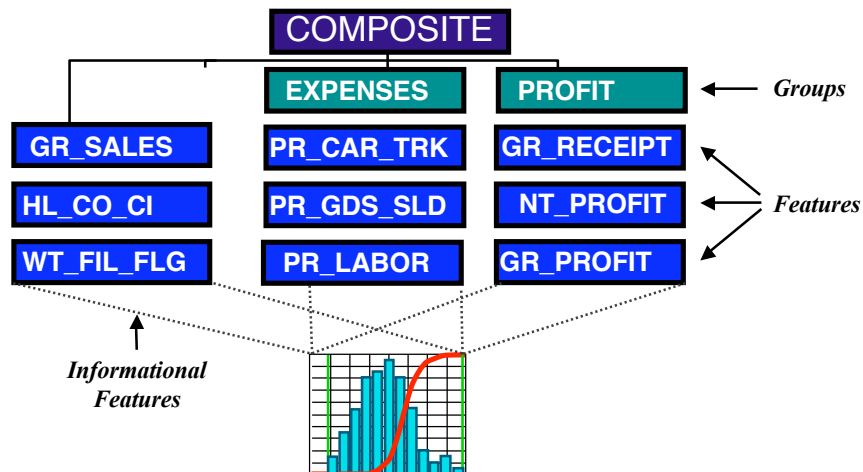 COMPOSITE
EXPENSES
PROFIT
Groups
GR_SALES
PR_CAR_TRK
GR_RECEIPT
HL_CO_CI
PR_GDS_SLD
NT_PROFIT
Features
WT_FIL_FLG
PR_LABOR
GR_PROFIT
Informational
Features